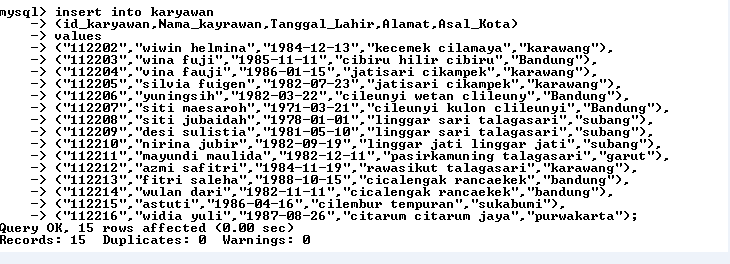 mysql> insert into karyawan
    -> (id_karyawan,Nama_kayrawan,Tanggal_Lahir,Alamat,Asal_Kota)
    -> values
    -> ("112202","wiwin helmina","1984-12-13","kecemek cilamaya","karawang"),
    -> ("112203","vina fuji","1985-11-11","cibiru hilir cibiru","Bandung"),
    -> ("112204","vina fauji","1986-01-15","jatisari cikampek","karawang"),
    -> ("112205","silvia fuigen","1982-07-23","jatisari cikampek","karawang"),
    -> ("112206","yuningsih","1982-03-22","cileunyi wetan clileuny","Bandung"),
    -> ("112207","siti maesaroh","1971-03-21","cileunyi kulon clileunyi","Bandung"),
    -> ("112208","siti jubaidah","1978-01-01","linggar sari talagasari","subang"),
    -> ("112209","desi sulistia","1981-05-10","linggar sari talagasari","subang"),
    -> ("112210","nirina jubir","1982-09-19","linggar jati linggar jati","subang"),
    -> ("112211","mayundi maulida","1982-12-11","pasirkamuning talagasari","garut"),
    -> ("112212","azmi safitri","1984-11-19","rawasikut talagasari","karawang"),
    -> ("112213","fitri saleha","1988-10-15","cicalengak rancaekek","bandung"),
    -> ("112214","wulan dari","1982-11-11","cicalengak rancaekek","bandung"),
    -> ("112215","astuti","1986-04-16","cilembur tempuran","sukabumi"),
    -> ("112216","widia yuli","1987-08-26","citarum citarum jaya","purwakarta");
Query OK, 15 rows affected (0.00 sec)
Records: 15  Duplicates: 0  Warnings: 0